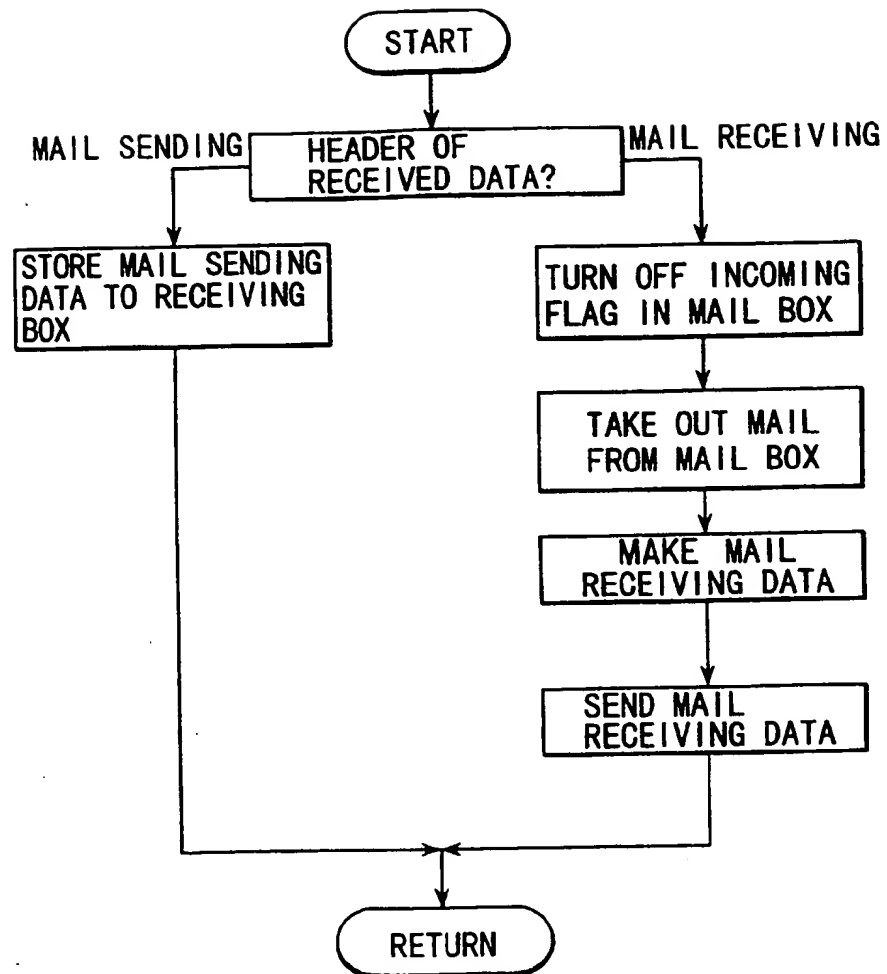 START
MAIL SENDING
HEADER OF
RECEIVED DATA?
MAIL RECEIVING
STORE MAIL SENDING
DATA TO RECEIVING
BOX
TURN OFF INCOMING
FLAG IN MAIL BOX
TAKE OUT MAIL
FROM MAIL BOX
MAKE MAIL
RECEIVING DATA
SEND MAIL
RECEIVING DATA
RETURN